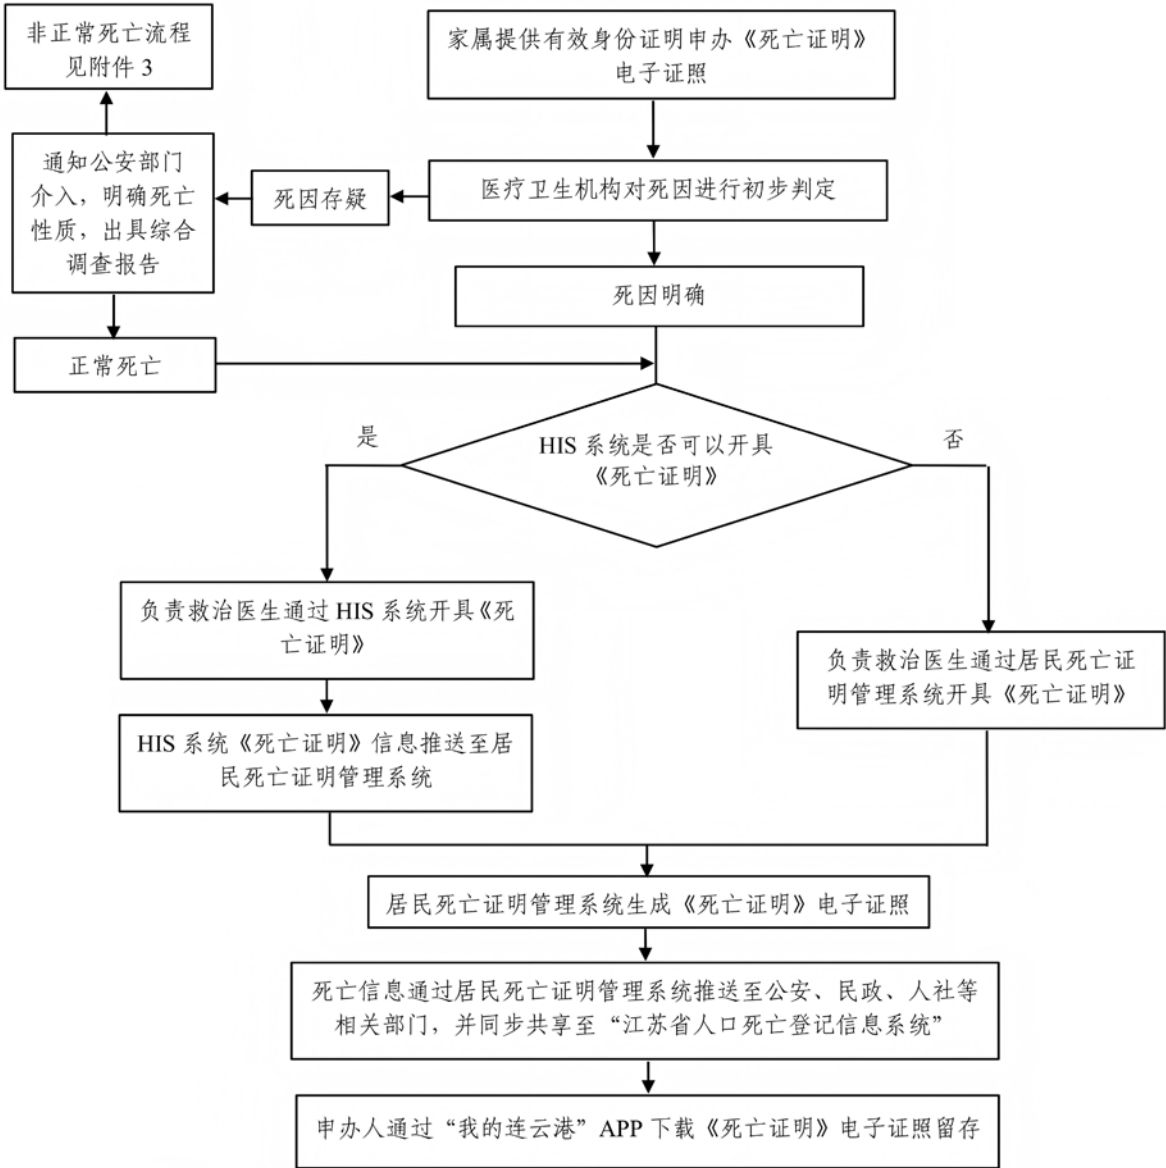 非正常死亡流程
见附件 3
家属提供有效身份证明申办《死亡证明》
电子证照
通知公安部门
介入，明确死亡
性质，出具综合
调查报告
死因存疑
医疗卫生机构对死因进行初步判定
死因明确
正常死亡
是
HIS 系统是否可以开具
《死亡证明》
否
负责救治医生通过 HIS 系统开具《死
亡证明》
负责救治医生通过居民死亡证
明管理系统开具《死亡证明》
HIS 系统《死亡证明》信息推送至居
民死亡证明管理系统
居民死亡证明管理系统生成《死亡证明》电子证照
死亡信息通过居民死亡证明管理系统推送至公安、民政、人社等
相关部门，并同步共享至“江苏省人口死亡登记信息系统”
申办人通过“我的连云港”APP 下载《死亡证明》电子证照留存